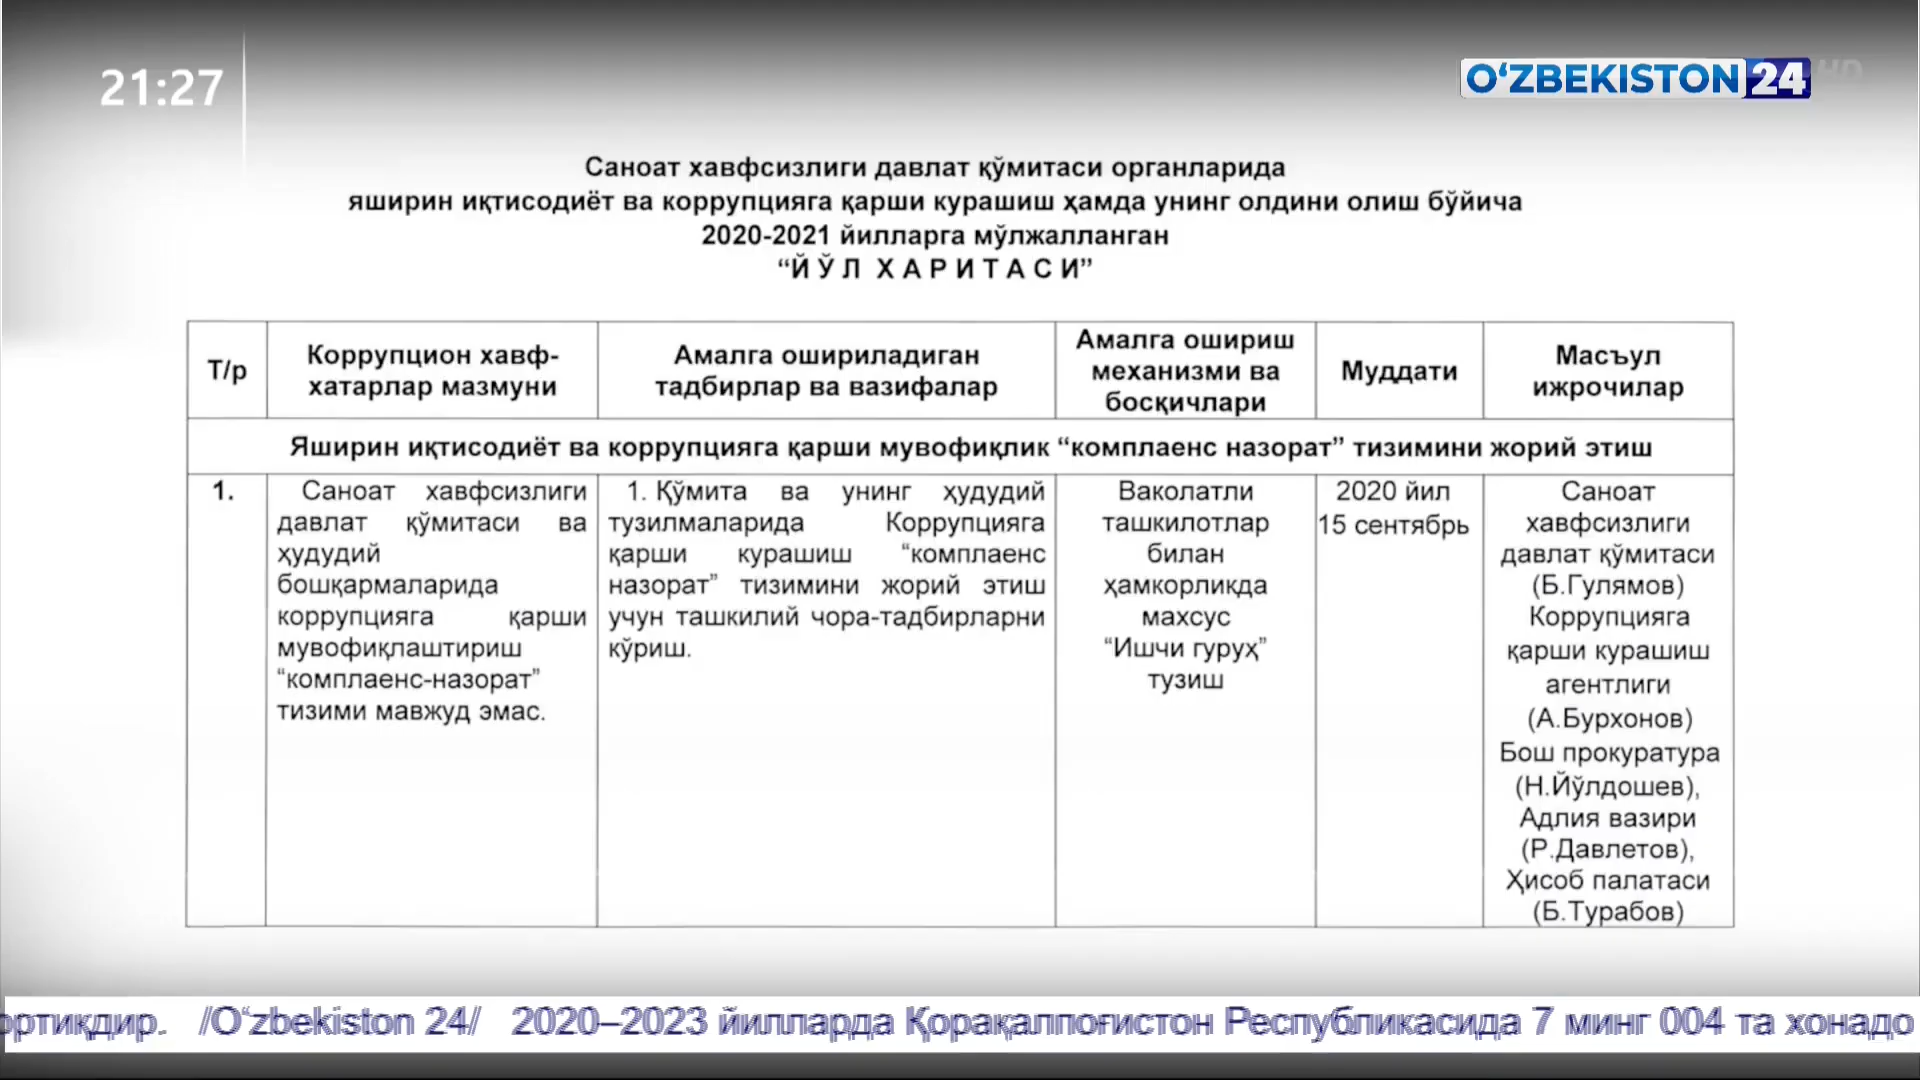 21:27
O‘ZBEKISTON 24 HD
Саноат хавфсизлиги давлат қўмитаси органларида
яширин иқтисодиёт ва коррупцияга қарши курашиш ҳамда унинг олдини олиш бўйича
2020-2021 йилларга мўлжалланган
“Й Ў Л Х А Р И Т А С И”
Т/р
Коррупцион хавф-
хатарлар мазмуни
Амалга ошириладиган
тадбирлар ва вазифалар
Амалга ошириш
механизми ва
босқичлари
Муддати
Масъул
ижрочилар
Яширин иқтисодиёт ва коррупцияга қарши мувофиқлик “комплаенс назорат” тизимини жорий этиш
1.
Саноат хавфсизлиги
давлат қўмитаси ва
ҳудудий
бошқармаларида
коррупцияга қарши
мувофиқлаштириш
“комплаенс-назорат”
тизими мавжуд эмас.
1. Қўмита ва унинг ҳудудий
тузилмаларида Коррупцияга
қарши курашиш “комплаенс
назорат” тизимини жорий этиш
учун ташкилий чора-тадбирларни
кўриш.
Ваколатли
ташкилотлар
билан
ҳамкорликда
махсус
“Ишчи гуруҳ”
тузиш
2020 йил
15 сентябрь
Саноат
хавфсизлиги
давлат қўмитаси
(Б.Гулямов)
Коррупцияга
қарши курашиш
агентлиги
(А.Бурхонов)
Бош прокуратура
(Н.Йўлдошев),
Адлия вазири
(Р.Давлетов),
Ҳисоб палатаси
(Б.Турабов)
ортиқдир. /O‘zbekiston 24/ 2020–2023 йилларда Қорақалпоғистон Республикасида 7 минг 004 та хонадо